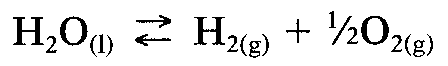 H₂O₍ₗ₎ ⇄ H₂₍g₎ + ½O₂₍g₎